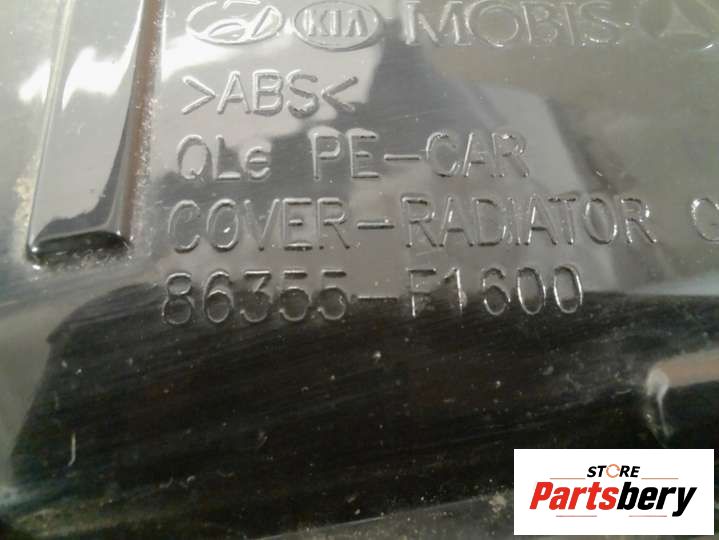 KIA MOBIS
>ABS<
QLe PE-CAR
COVER-RADIATOR G
86355-F1600
STORE
Partsbery